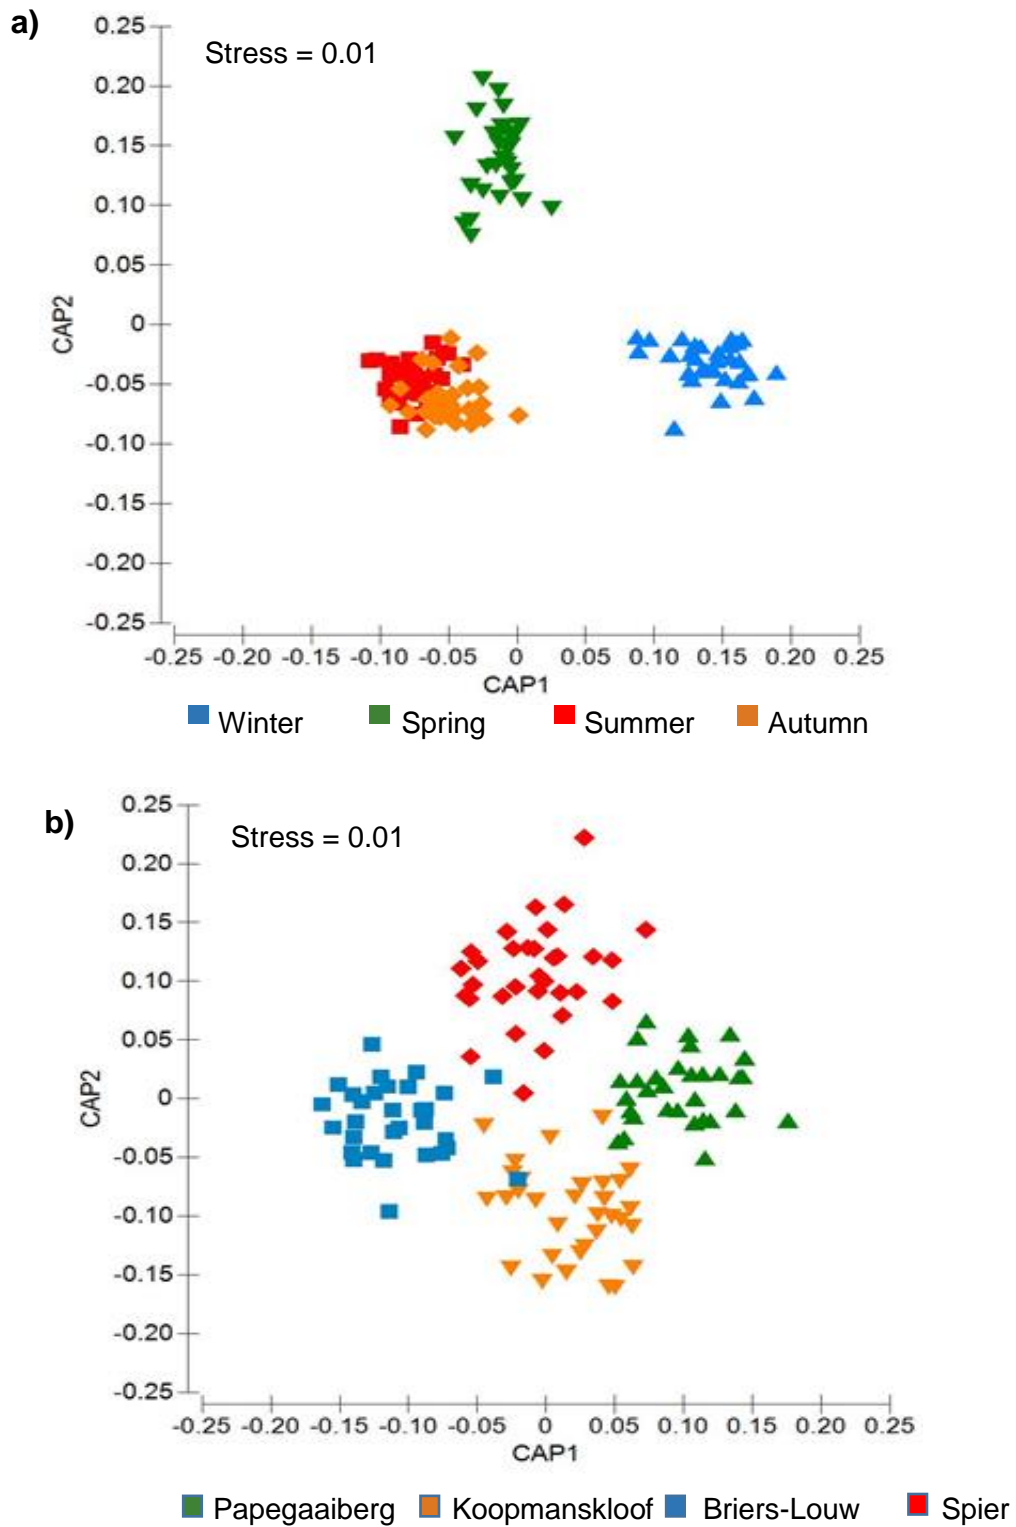 a)
Stress = 0.01
0.25
0.20
0.15
0.10
0.05
0
-0.05
-0.10
-0.15
-0.20
-0.25
CAP2
-0.25 -0.20 -0.15 -0.10 -0.05 0 0.05 0.10 0.15 0.20 0.25
CAP1
Winter Spring Summer Autumn
b)
Stress = 0.01
0.25
0.20
0.15
0.10
0.05
0
-0.05
-0.10
-0.15
-0.20
-0.25
CAP2
-0.25 -0.20 -0.15 -0.10 -0.05 0 0.05 0.10 0.15 0.20 0.25
CAP1
Papegaaiberg Koopmanskloof Briers-Louw Spier